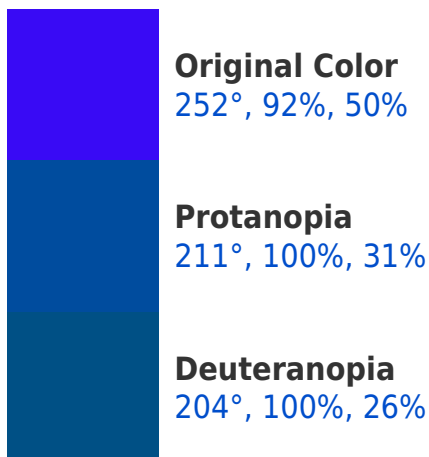 Original Color
252°, 92%, 50%
Protanopia
211°, 100%, 31%
Deuteranopia
204°, 100%, 26%